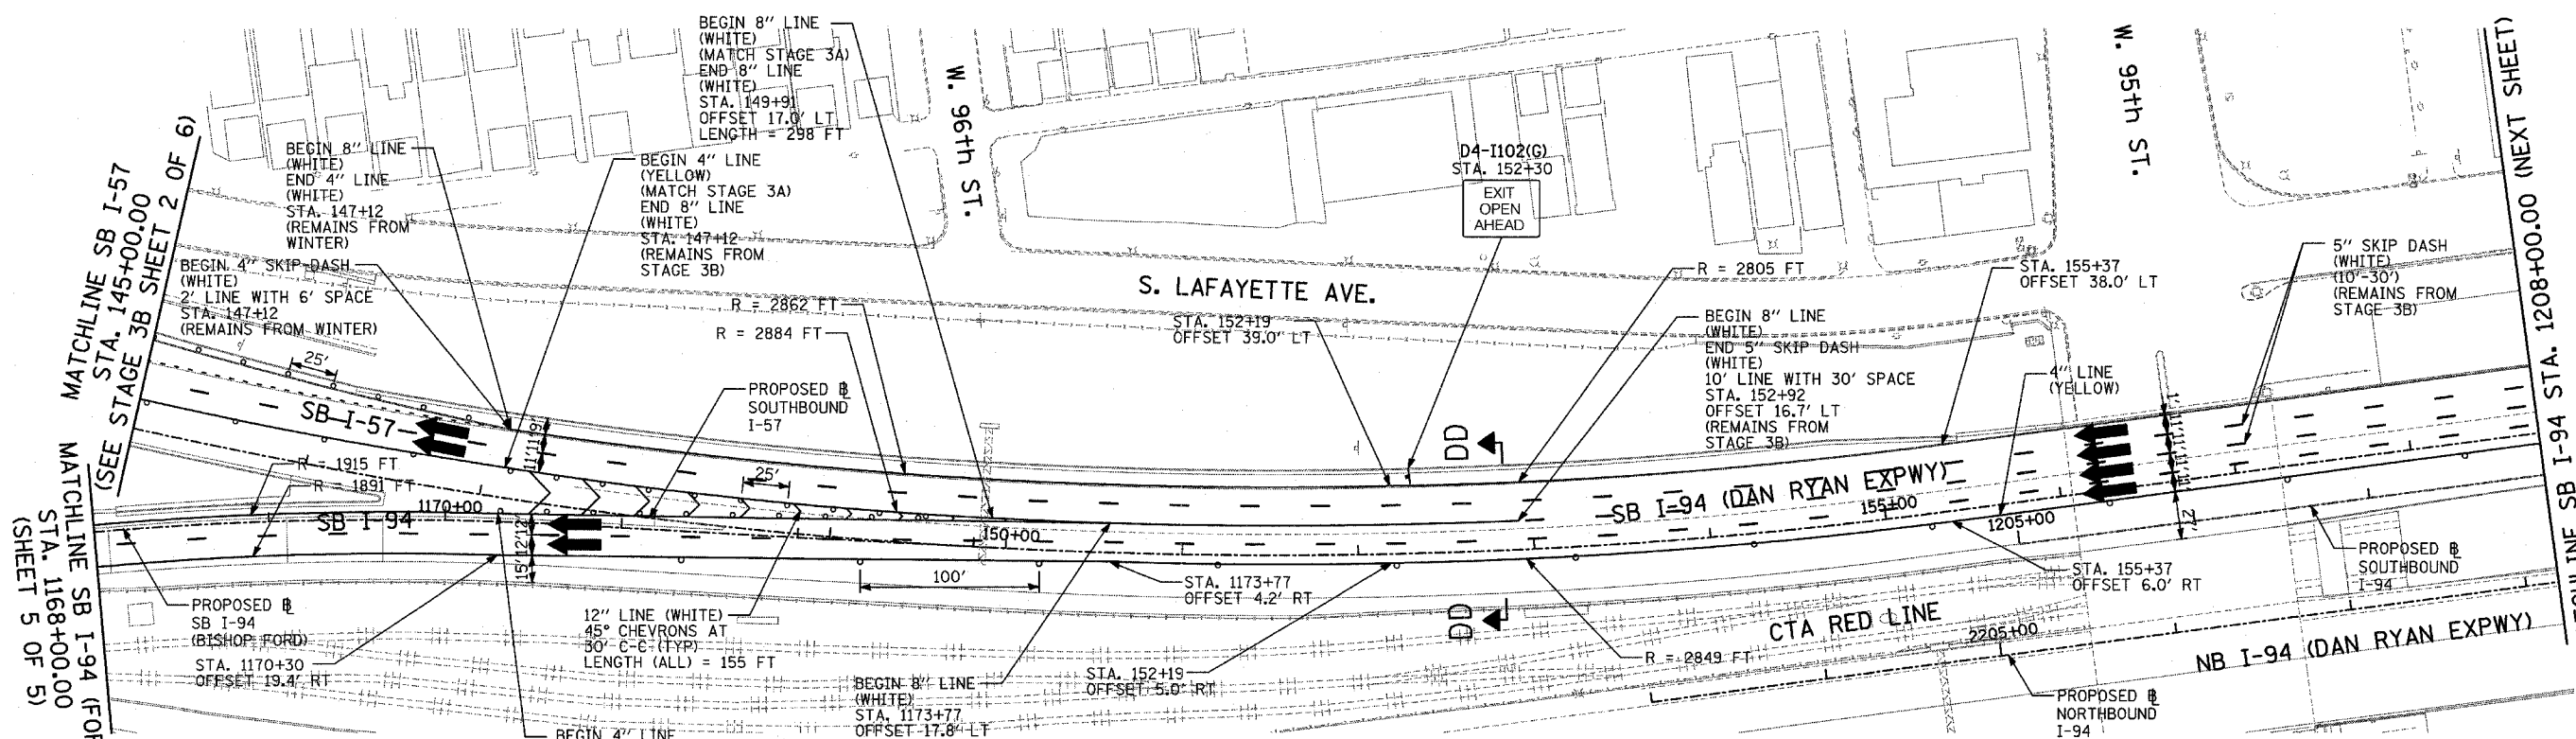 BEGIN 8" LINE
(WHITE)
(MATCH STAGE 3A)
END 8" LINE
(WHITE)
STA. 149+91
OFFSET 17.0' LT
LENGTH = 298 FT
W. 96th ST.
W. 95th ST.
MATCHLINE SB I-57
STA. 145+00.00
(SEE STAGE 3B SHEET 2 OF 6)
BEGIN 8" LINE
(WHITE)
END 4" LINE
(WHITE)
STA. 147+12
(REMAINS FROM
WINTER)
BEGIN 4" LINE
(YELLOW)
(MATCH STAGE 3A)
END 8" LINE
(WHITE)
STA. 147+12
(REMAINS FROM
STAGE 3B)
D4-I102(G)
STA. 152+30
EXIT
OPEN
AHEAD
BEGIN 4" SKIP-DASH
(WHITE)
2' LINE WITH 6' SPACE
STA. 147+12
(REMAINS FROM WINTER)
R = 2862 FT
R = 2884 FT
S. LAFAYETTE AVE.
STA. 152+19
OFFSET 39.0' LT
R = 2805 FT
BEGIN 8" LINE
(WHITE)
END 5" SKIP DASH
(WHITE)
10' LINE WITH 30' SPACE
STA. 152+92
OFFSET 16.7' LT
(REMAINS FROM
STAGE 3B)
STA. 155+37
OFFSET 38.0' LT
4" LINE
(YELLOW)
5" SKIP DASH
(WHITE)
(10'-30')
(REMAINS FROM
STAGE 3B)
25'
SB I-57
11'
11'
9'
PROPOSED B
SOUTHBOUND
I-57
25'
R = 1915 FT
R = 1891 FT
SB I-94
1170+00
12'
12'
15'
150+00
100'
DD
SB I-94 (DAN RYAN EXPWY)
155+00
1205+00
1'
11'
11'
11'
11'
27'
MATCHLINE SB I-94
STA. 1168+00.00
(SHEET 5 OF 5)
PROPOSED B
SB I-94
(BISHOP FORD)
STA. 1170+30
OFFSET 19.4' RT
12" LINE (WHITE)
45° CHEVRONS AT
30' C-C (TYP)
LENGTH (ALL) = 155 FT
BEGIN 4" LINE
BEGIN 8" LINE
(WHITE)
STA. 1173+77
OFFSET 17.8' LT
STA. 1173+77
OFFSET 4.2' RT
STA. 152+19
OFFSET 5.0' RT
DD
R = 2849 FT
CTA RED LINE
2205+00
STA. 155+37
OFFSET 6.0' RT
PROPOSED B
SOUTHBOUND
I-94
NB I-94 (DAN RYAN EXPWY)
PROPOSED B
NORTHBOUND
I-94
SB I-94 STA. 1208+00.00 (NEXT SHEET)